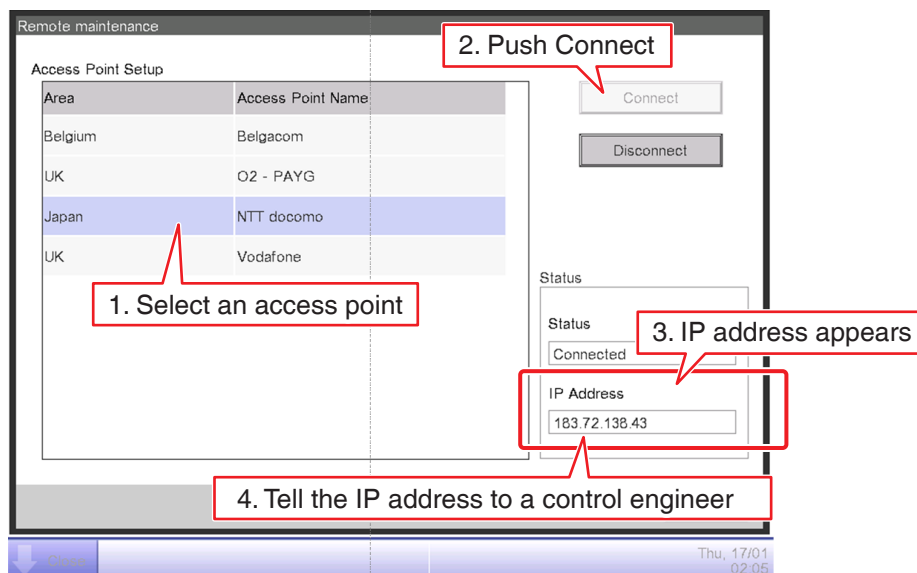 Remote maintenance
2. Push Connect
Access Point Setup
Area Access Point Name
Connect
Belgium Belgacom
Disconnect
UK O2 - PAYG
Japan NTT docomo
UK Vodafone
1. Select an access point
Status
Status
3. IP address appears
Connected
IP Address
183.72.138.43
4. Tell the IP address to a control engineer
Thu, 17/01
02:05